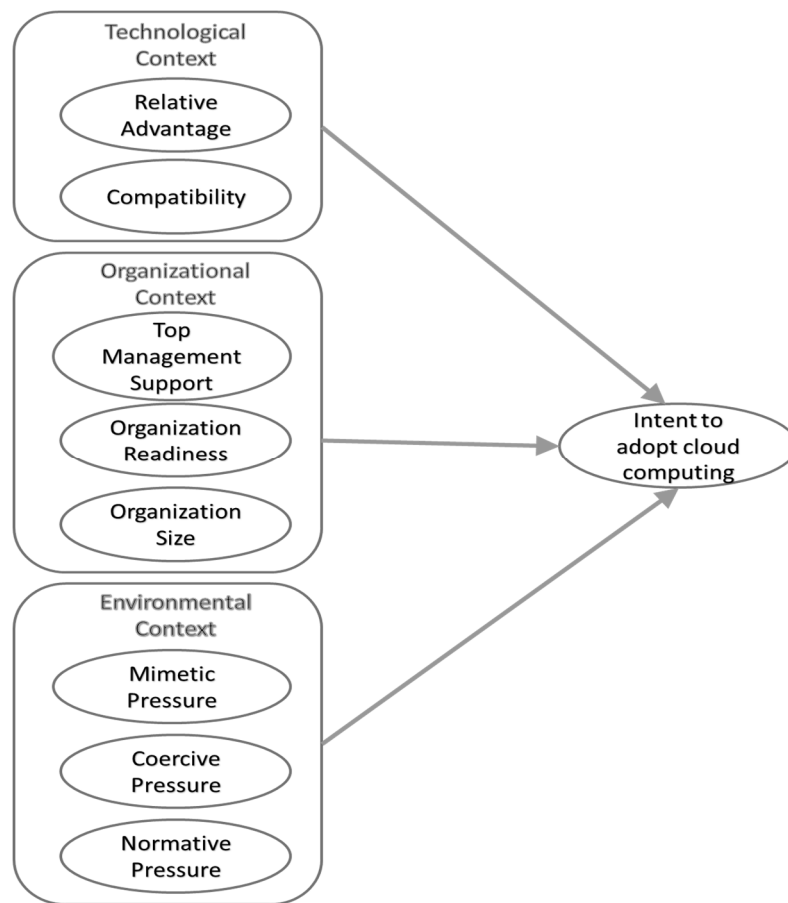 Technological
Context
Relative
Advantage
Compatibility
Organizational
Context
Top
Management
Support
Organization
Readiness
Organization
Size
Environmental
Context
Mimetic
Pressure
Coercive
Pressure
Normative
Pressure
Intent to
adopt cloud
computing